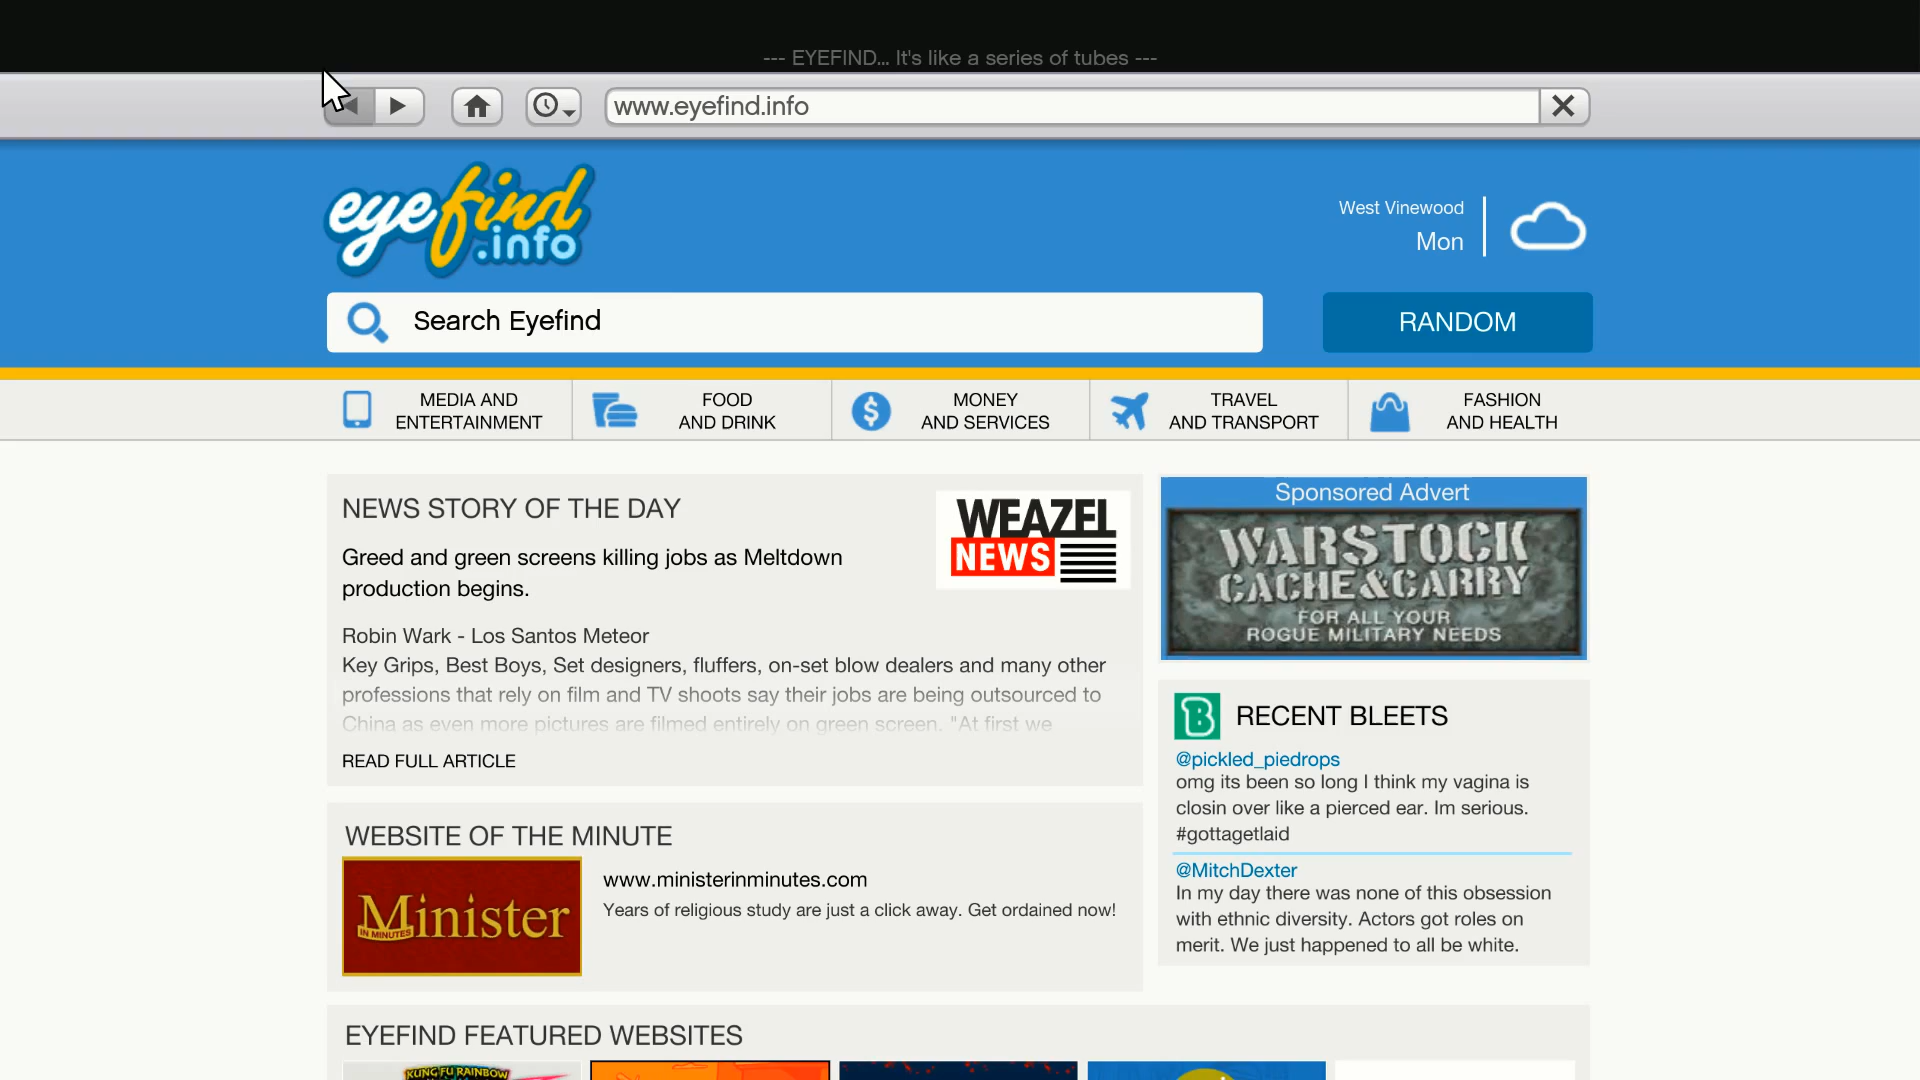 --- EYEFIND... It's like a series of tubes ---
www.eyefind.info
eyefind
.info
West Vinewood
Mon
Search Eyefind
RANDOM
MEDIA AND
ENTERTAINMENT
FOOD
AND DRINK
MONEY
AND SERVICES
TRAVEL
AND TRANSPORT
FASHION
AND HEALTH
NEWS STORY OF THE DAY
WEAZEL
NEWS
Greed and green screens killing jobs as Meltdown
production begins.
Robin Wark - Los Santos Meteor
Key Grips, Best Boys, Set designers, fluffers, on-set blow dealers and many other
professions that rely on film and TV shoots say their jobs are being outsourced to
China as even more pictures are filmed entirely on green screen. "At first we
READ FULL ARTICLE
Sponsored Advert
WARSTOCK
CACHE&CARRY
FOR ALL YOUR
ROGUE MILITARY NEEDS
B RECENT BLEETS
@pickled_piedrops
omg its been so long I think my vagina is
closin over like a pierced ear. Im serious.
#gottagetlaid
@MitchDexter
In my day there was none of this obsession
with ethnic diversity. Actors got roles on
merit. We just happened to all be white.
WEBSITE OF THE MINUTE
Minister
IN MINUTES
www.ministerinminutes.com
Years of religious study are just a click away. Get ordained now!
EYEFIND FEATURED WEBSITES
KUNG FU RAINBOW